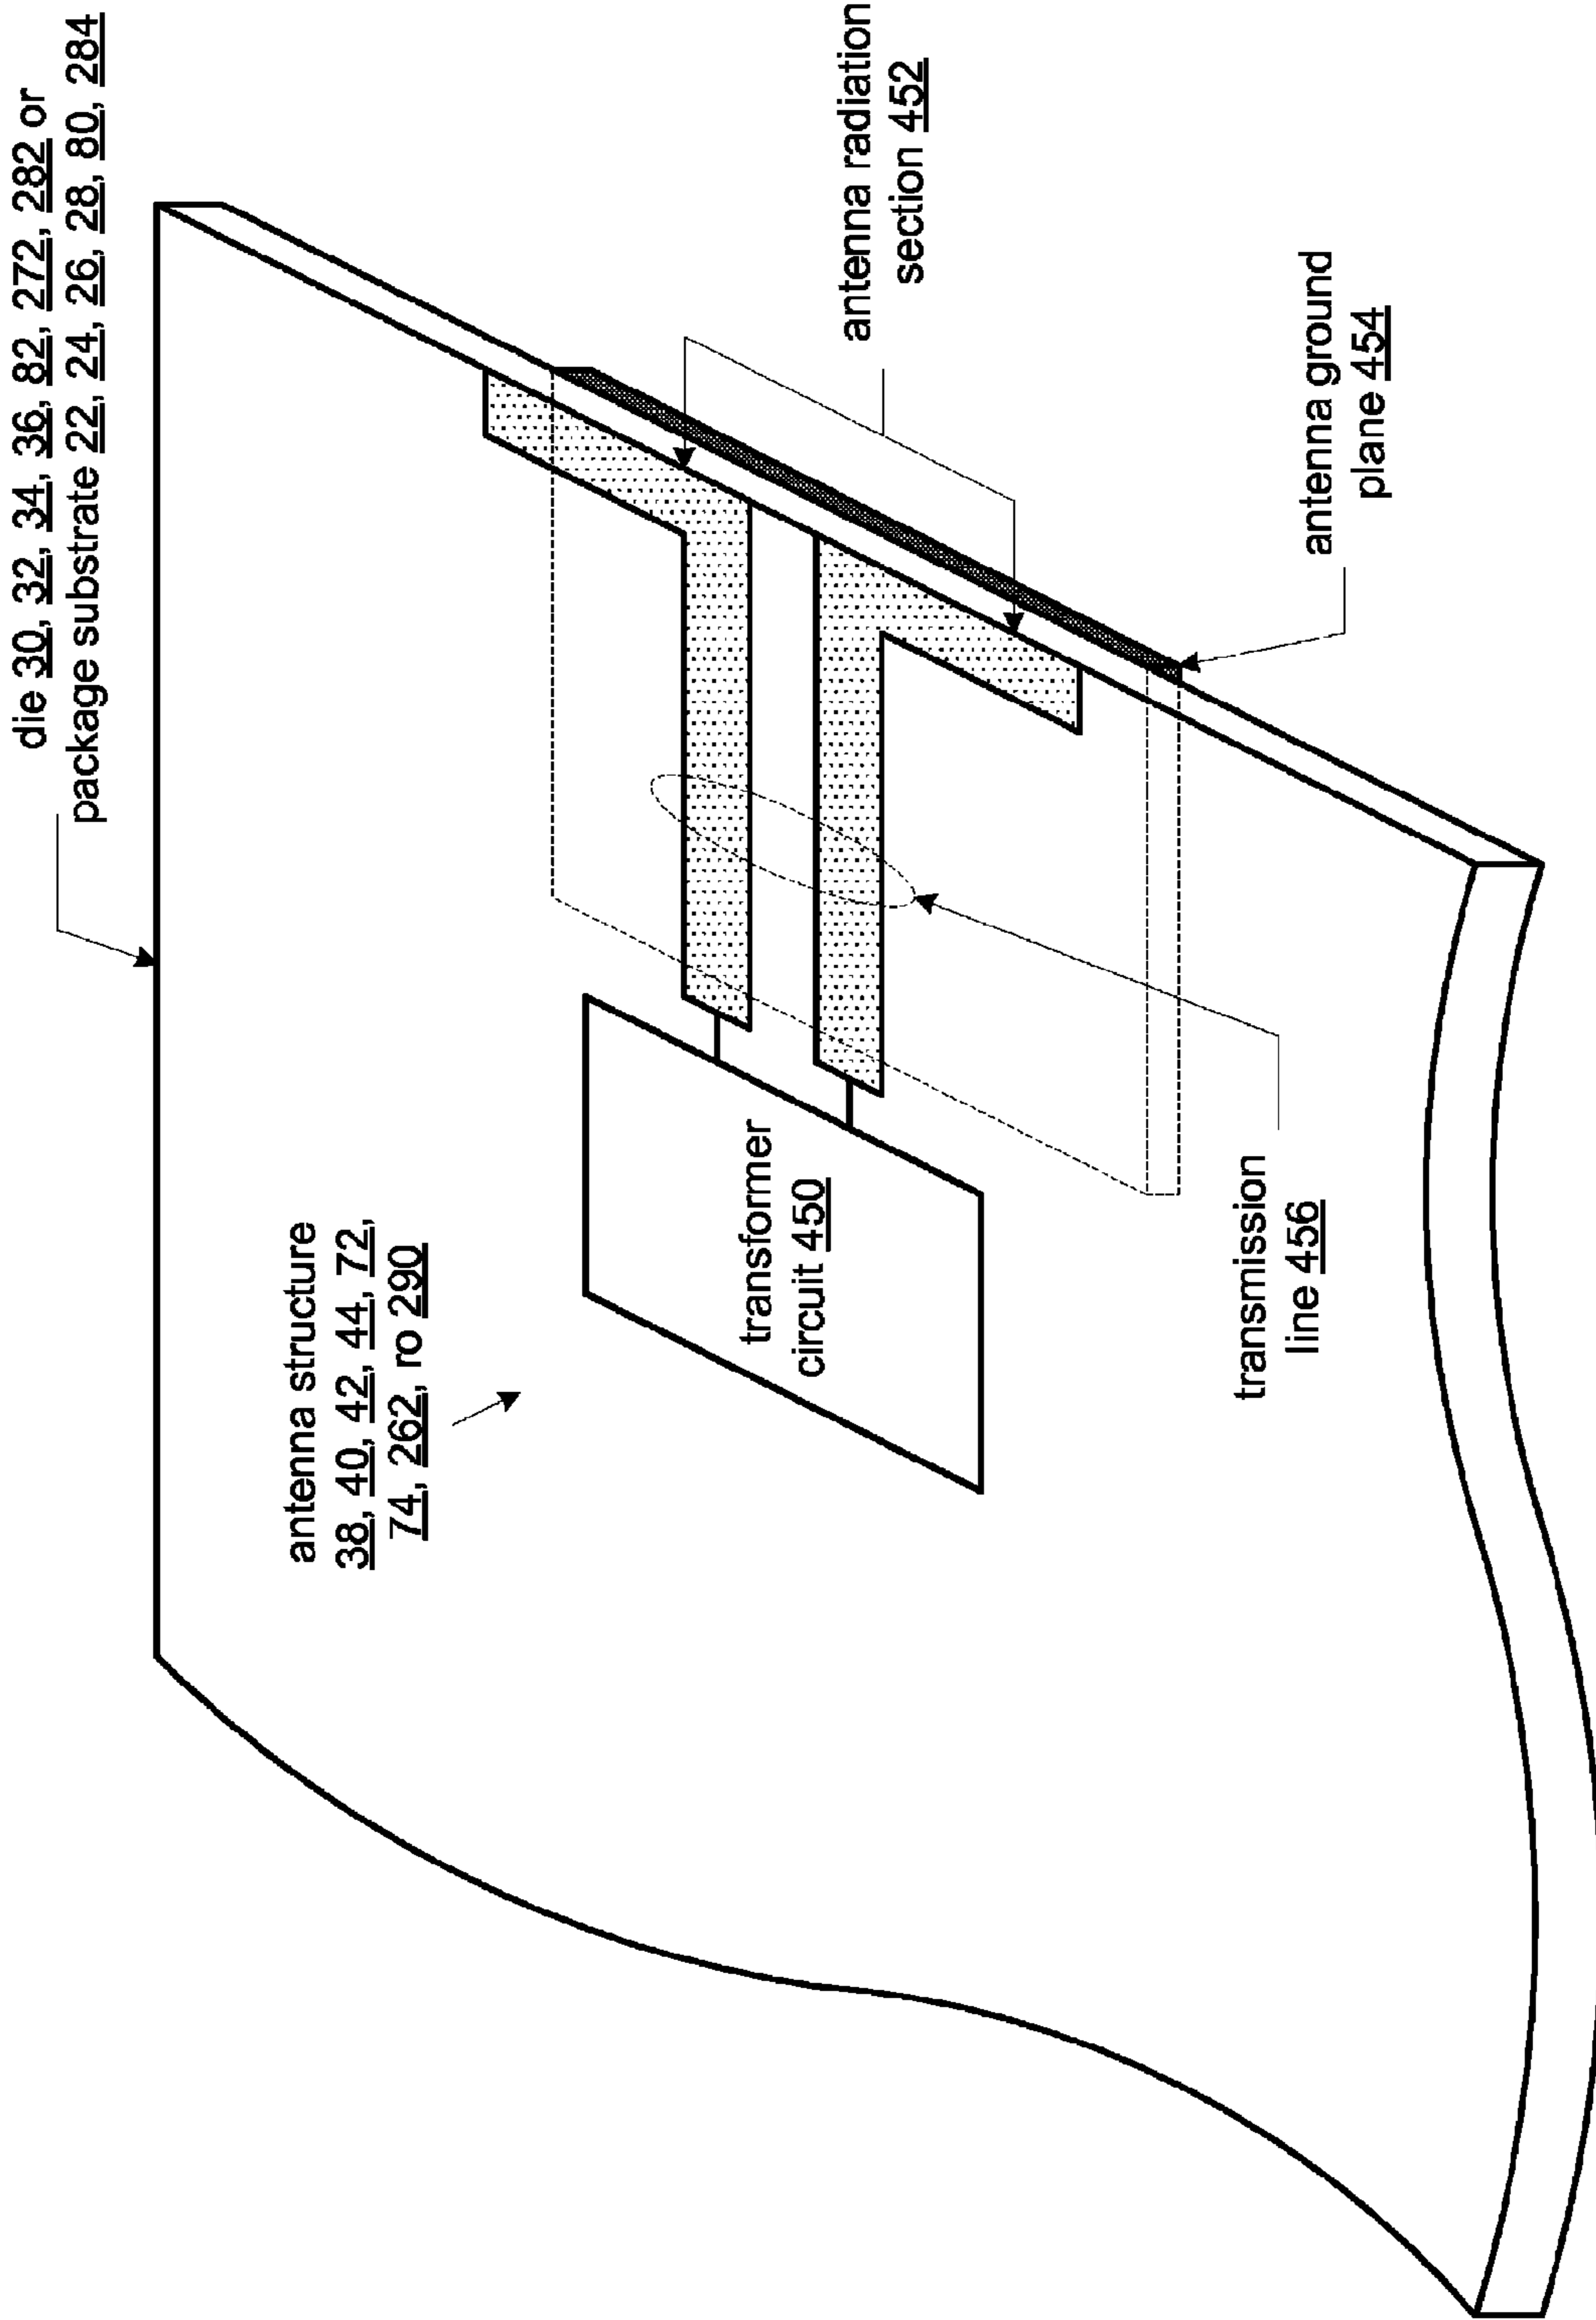 die 30, 32, 34, 36, 82, 272, 282 or
package substrate 22, 24, 26, 28, 80, 284
antenna structure
38, 40, 42, 44, 72,
74, 262, ro 290
transformer
circuit 450
antenna radiation
section 452
antenna ground
plane 454
transmission
line 456